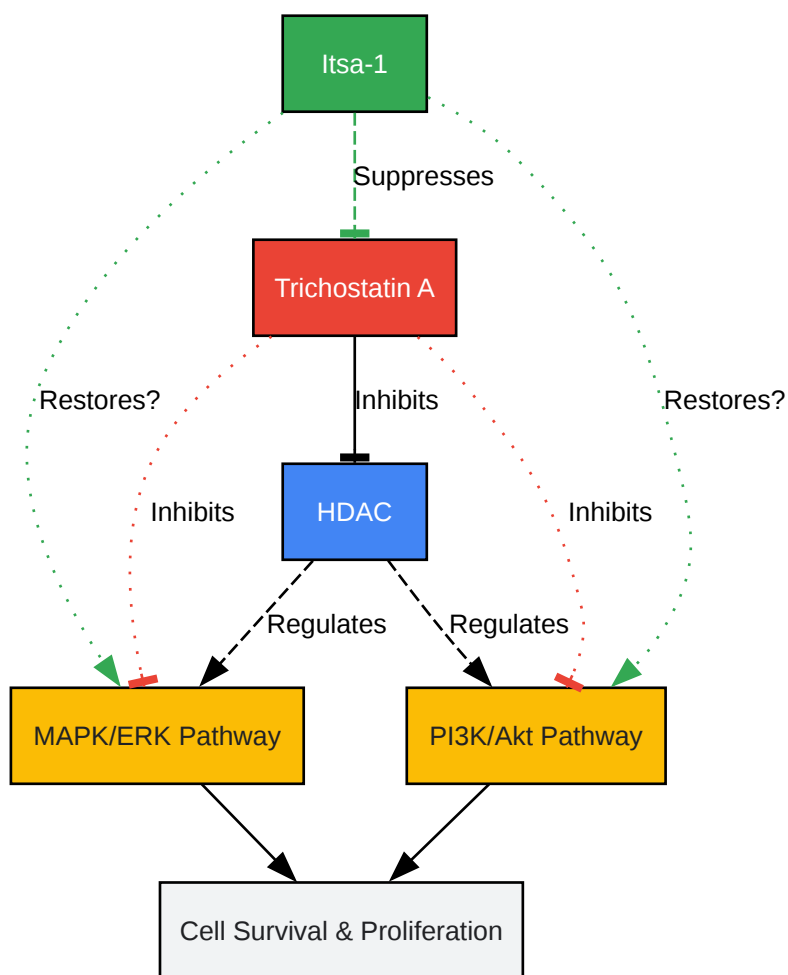 Itsa-1
Suppresses
Trichostatin A
Restores?
Inhibits
Restores?
Inhibits
HDAC
Inhibits
Regulates
Regulates
MAPK/ERK Pathway
PI3K/Akt Pathway
Cell Survival & Proliferation